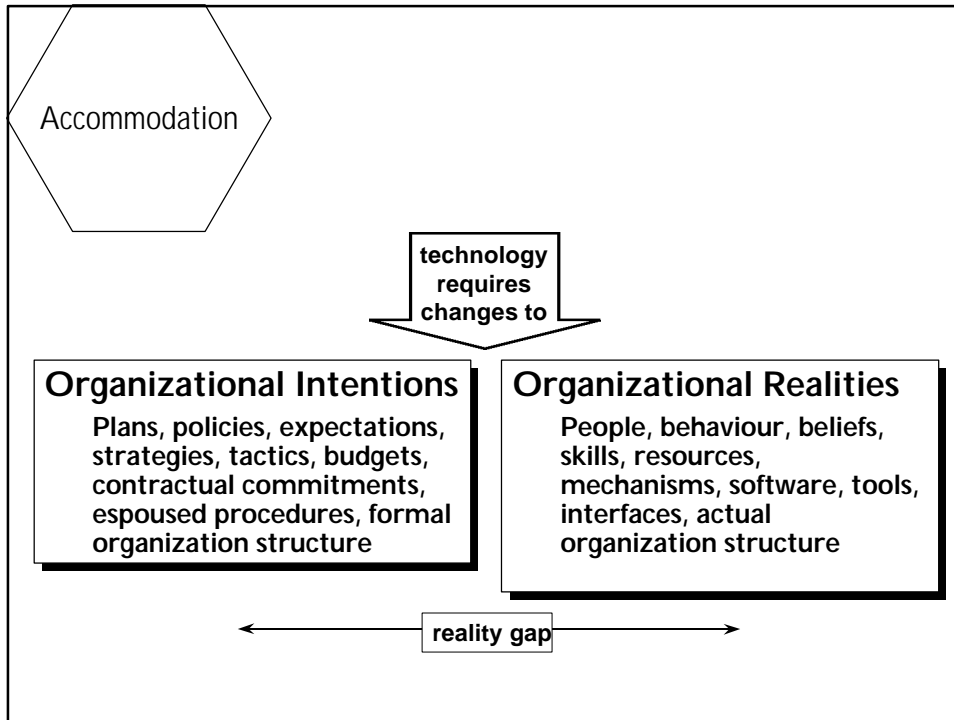 Accommodation
technology
requires
changes to
Organizational Intentions
Plans, policies, expectations,
strategies, tactics, budgets,
contractual commitments,
espoused procedures, formal
organization structure
Organizational Realities
People, behaviour, beliefs,
skills, resources,
mechanisms, software, tools,
interfaces, actual
organization structure
reality gap